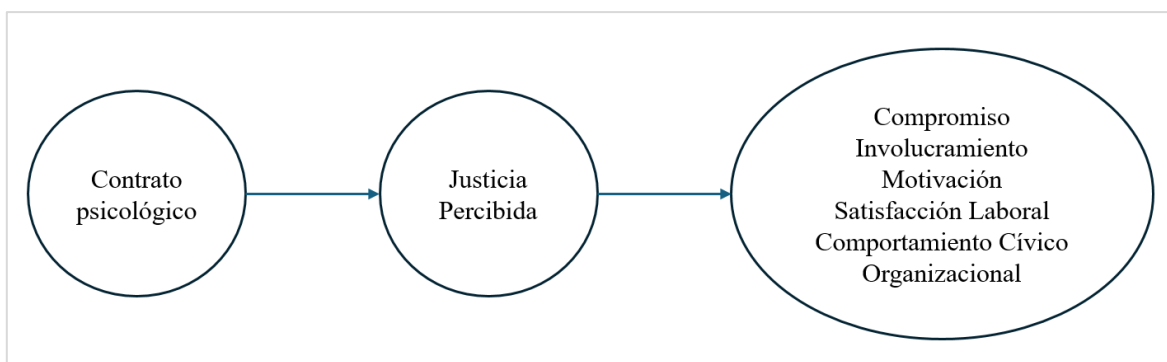 Contrato
psicológico
Justicia
Percibida
Compromiso
Involucramiento
Motivación
Satisfacción Laboral
Comportamiento Cívico
Organizacional